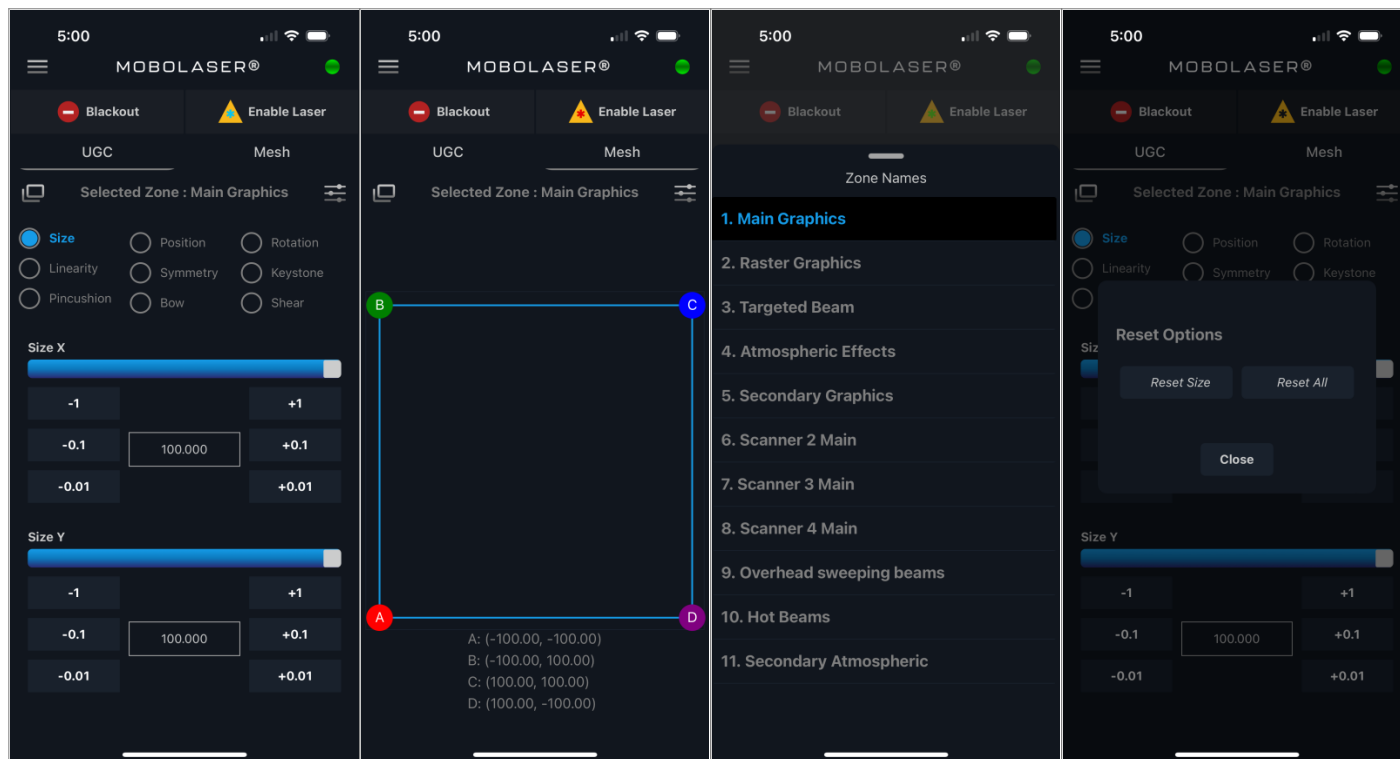 5:00
MOBOLASER®
Blackout Enable Laser
UGC Mesh
Selected Zone : Main Graphics
Size Position Rotation
Linearity Symmetry Keystone
Pincushion Bow Shear
Size X
-1 +1
-0.1 100.000 +0.1
-0.01 +0.01
Size Y
-1 +1
-0.1 100.000 +0.1
-0.01 +0.01
5:00
MOBOLASER®
Blackout Enable Laser
UGC Mesh
Selected Zone : Main Graphics
B C
A D
A: (-100.00, -100.00)
B: (-100.00, 100.00)
C: (100.00, 100.00)
D: (100.00, -100.00)
5:00
MOBOLASER®
Blackout Enable Laser
Zone Names
1. Main Graphics
2. Raster Graphics
3. Targeted Beam
4. Atmospheric Effects
5. Secondary Graphics
6. Scanner 2 Main
7. Scanner 3 Main
8. Scanner 4 Main
9. Overhead sweeping beams
10. Hot Beams
11. Secondary Atmospheric
5:00
MOBOLASER®
Blackout Enable Laser
UGC Mesh
Selected Zone : Main Graphics
Size Position Rotation
Linearity Symmetry Keystone
Reset Options
Siz
Reset Size Reset All
Close
Size Y
-1 +1
-0.1 100.000 +0.1
-0.01 +0.01